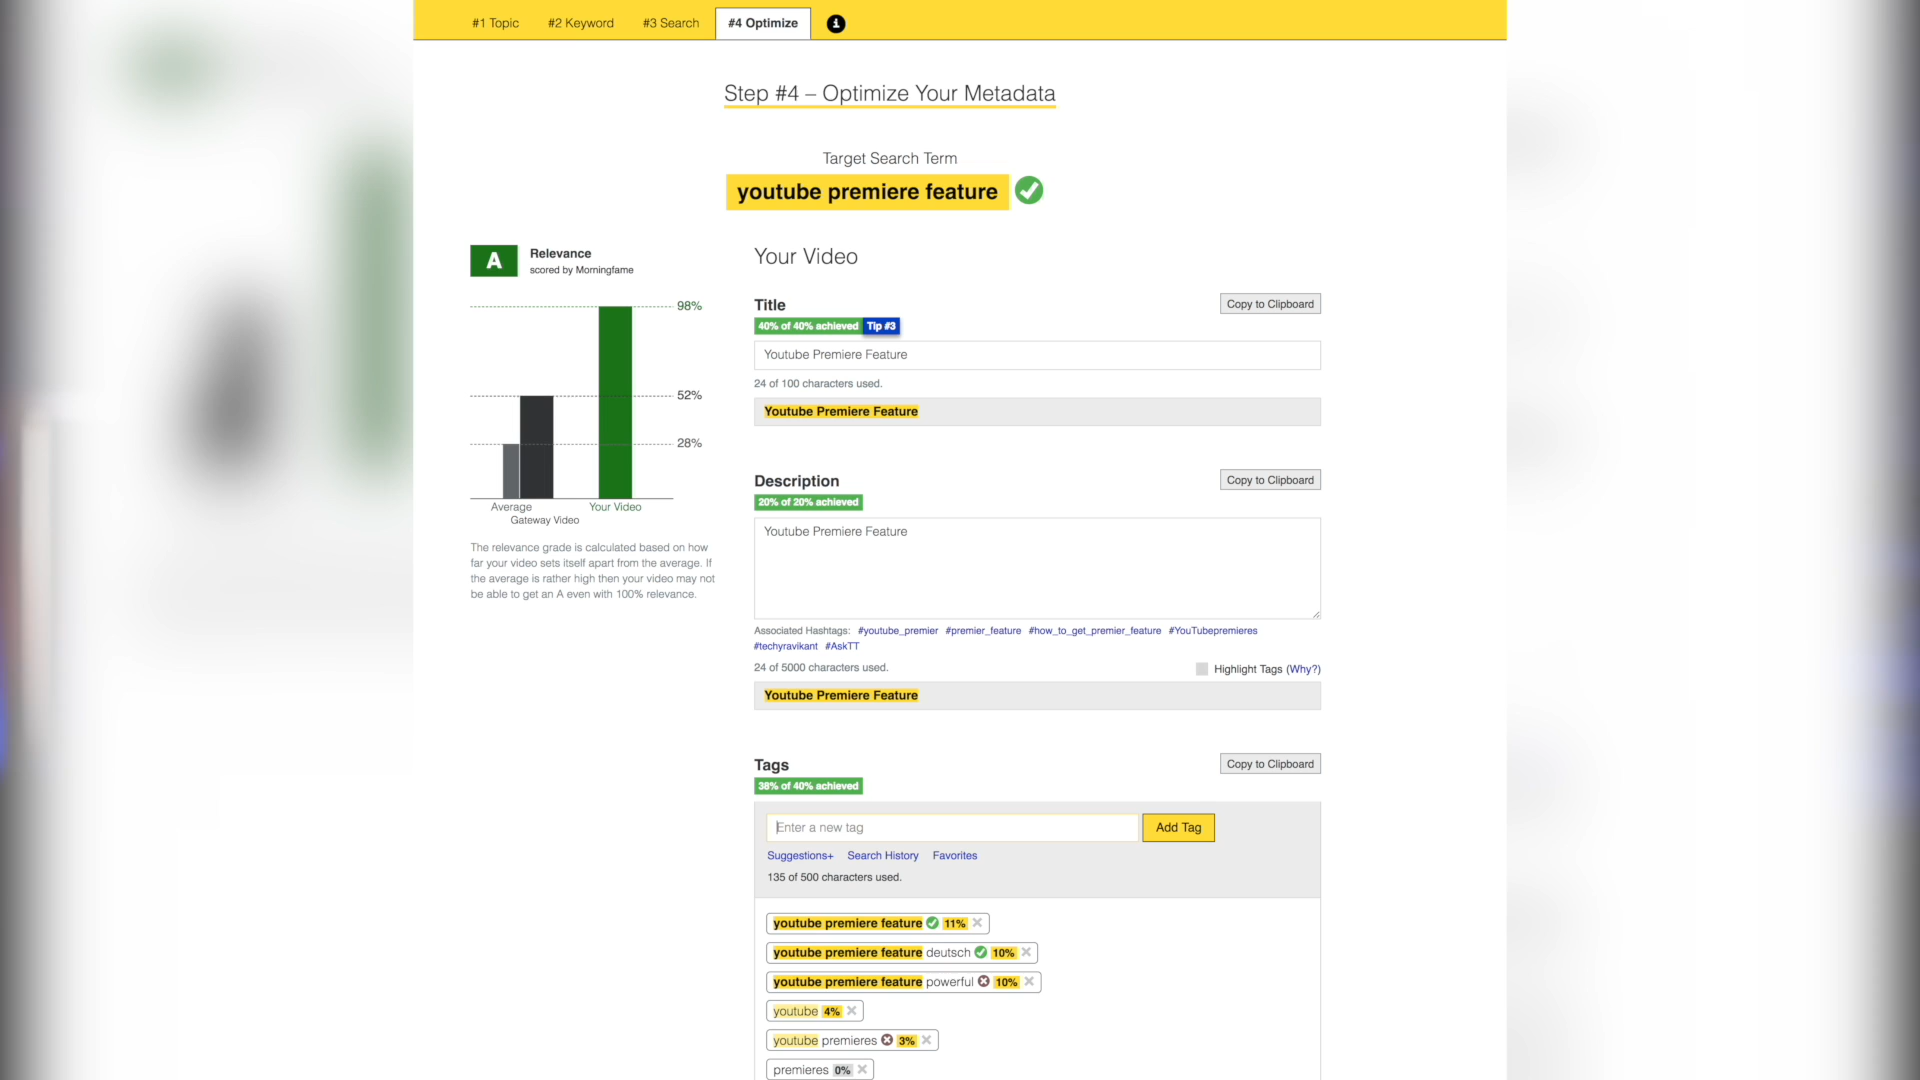 #1 Topic #2 Keyword #3 Search #4 Optimize i
Step #4 – Optimize Your Metadata
Target Search Term
youtube premiere feature
A
Relevance
scored by Morningfame
98%
52%
28%
Average
Gateway Video
Your Video
The relevance grade is calculated based on how
far your video sets itself apart from the average. If
the average is rather high then your video may not
be able to get an A even with 100% relevance.
Your Video
Title
Copy to Clipboard
40% of 40% achieved Tip #3
Youtube Premiere Feature
24 of 100 characters used.
Youtube Premiere Feature
Description
Copy to Clipboard
20% of 20% achieved
Youtube Premiere Feature
Associated Hashtags: #youtube_premier #premier_feature #how_to_get_premier_feature #YouTubepremieres
#techyravikant #AskTT
24 of 5000 characters used.
Highlight Tags (Why?)
Youtube Premiere Feature
Tags
Copy to Clipboard
38% of 40% achieved
Enter a new tag
Add Tag
Suggestions+ Search History Favorites
135 of 500 characters used.
youtube premiere feature 11%
youtube premiere feature deutsch 10%
youtube premiere feature powerful 10%
youtube 4%
youtube premieres 3%
premieres 0%